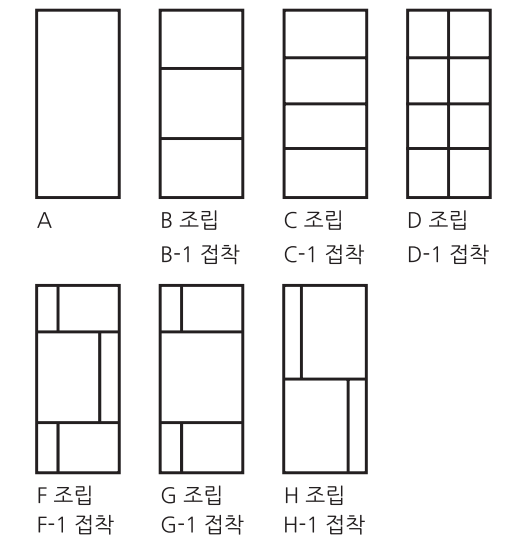 A
B 조립
B-1 접착
C 조립
C-1 접착
D 조립
D-1 접착
F 조립
F-1 접착
G 조립
G-1 접착
H 조립
H-1 접착